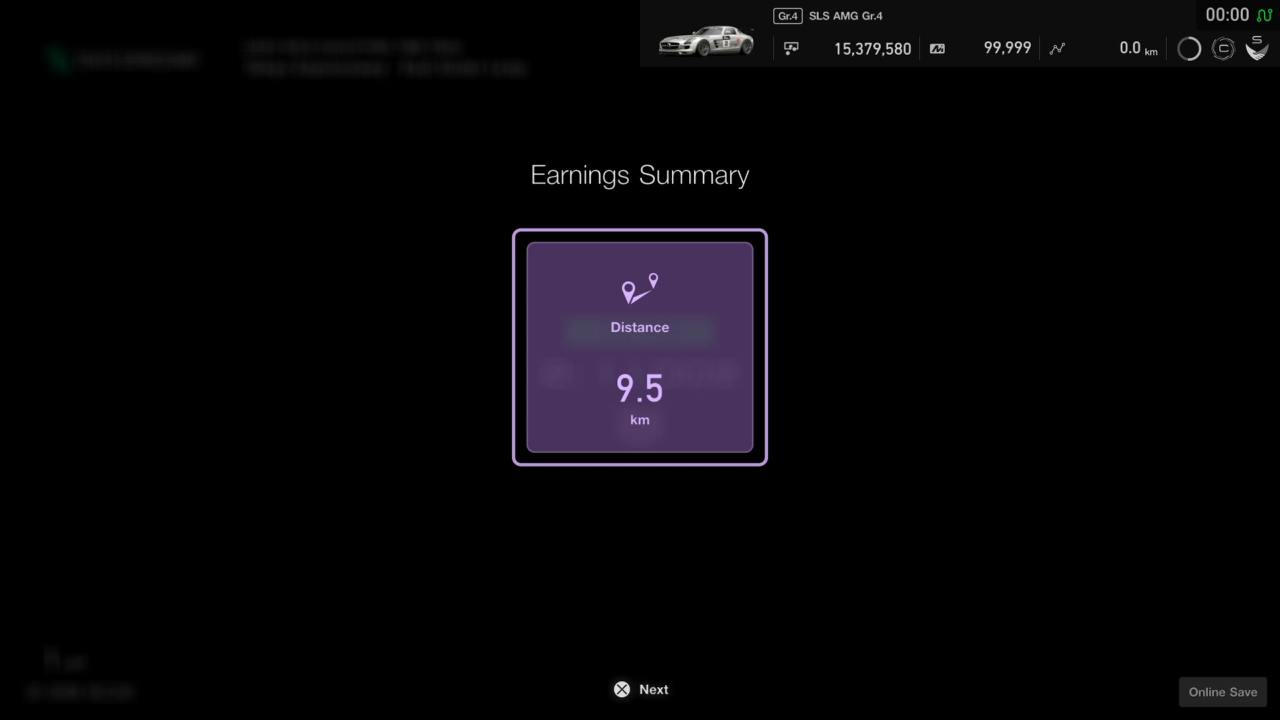 Gr.4 SLS AMG Gr.4
00:00
15,379,580
99,999
0.0 km
C
S
Earnings Summary
Distance
9.5
km
Next
Online Save